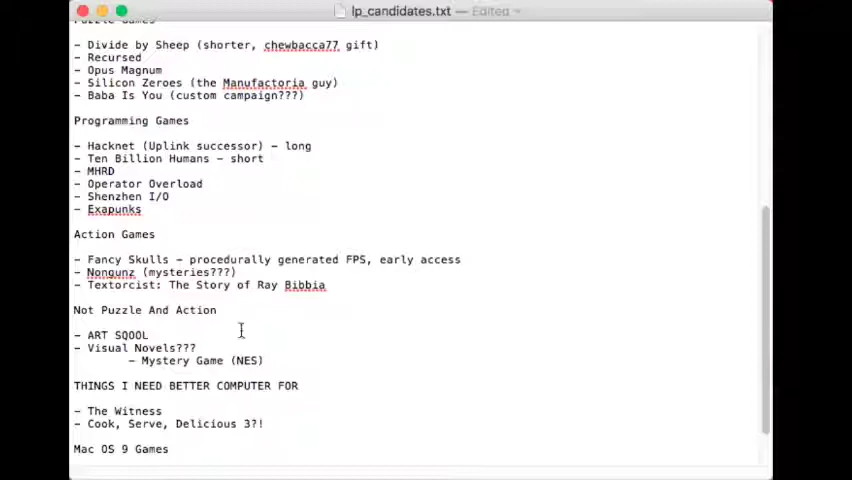 lp_candidates.txt — Edited
Puzzle Games
- Divide by Sheep (shorter, chewbacca77 gift)
- Recursed
- Opus Magnum
- Silicon Zeroes (the Manufactoria guy)
- Baba Is You (custom campaign???)
Programming Games
- Hacknet (Uplink successor) - long
- Ten Billion Humans - short
- MHRD
- Operator Overload
- Shenzhen I/O
- Exapunks
Action Games
- Fancy Skulls - procedurally generated FPS, early access
- Nongunz (mysteries???)
- Textorcist: The Story of Ray Bibbia
Not Puzzle And Action
- ART SQOOL
- Visual Novels???
- Mystery Game (NES)
THINGS I NEED BETTER COMPUTER FOR
- The Witness
- Cook, Serve, Delicious 3?!
Mac OS 9 Games